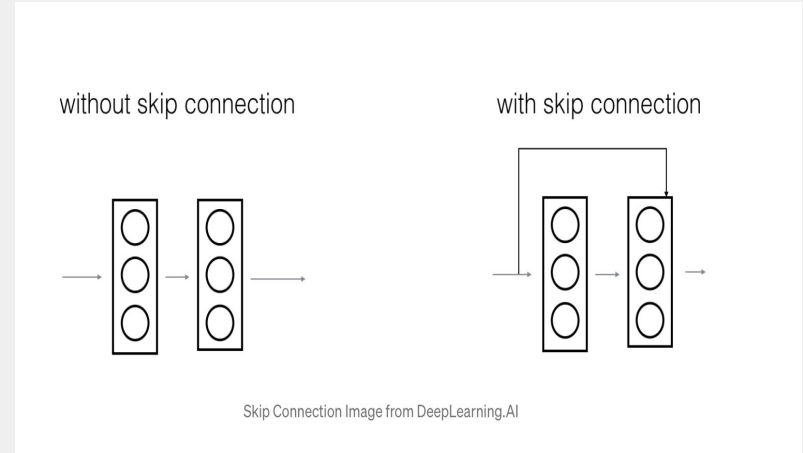 without skip connection
with skip connection
Skip Connection Image from DeepLearning.AI